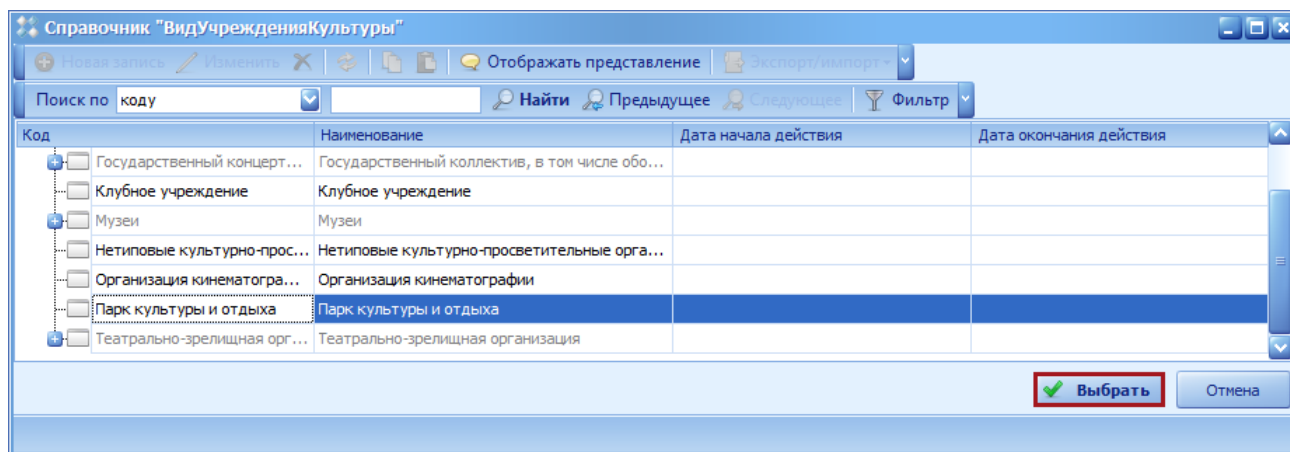 Справочник "ВидУчрежденияКультуры"
Новая запись Изменить Отображать представление Экспорт/импорт
Поиск по коду Найти Предыдущее Следующее Фильтр
Код Наименование Дата начала действия Дата окончания действия
Государственный концерт... Государственный коллектив, в том числе обо...
Клубное учреждение Клубное учреждение
Музеи Музеи
Нетиповые культурно-прос... Нетиповые культурно-просветительные орга...
Организация кинематогра... Организация кинематографии
Парк культуры и отдыха Парк культуры и отдыха
Театрально-зрелищная орг... Театрально-зрелищная организация
Выбрать Отмена